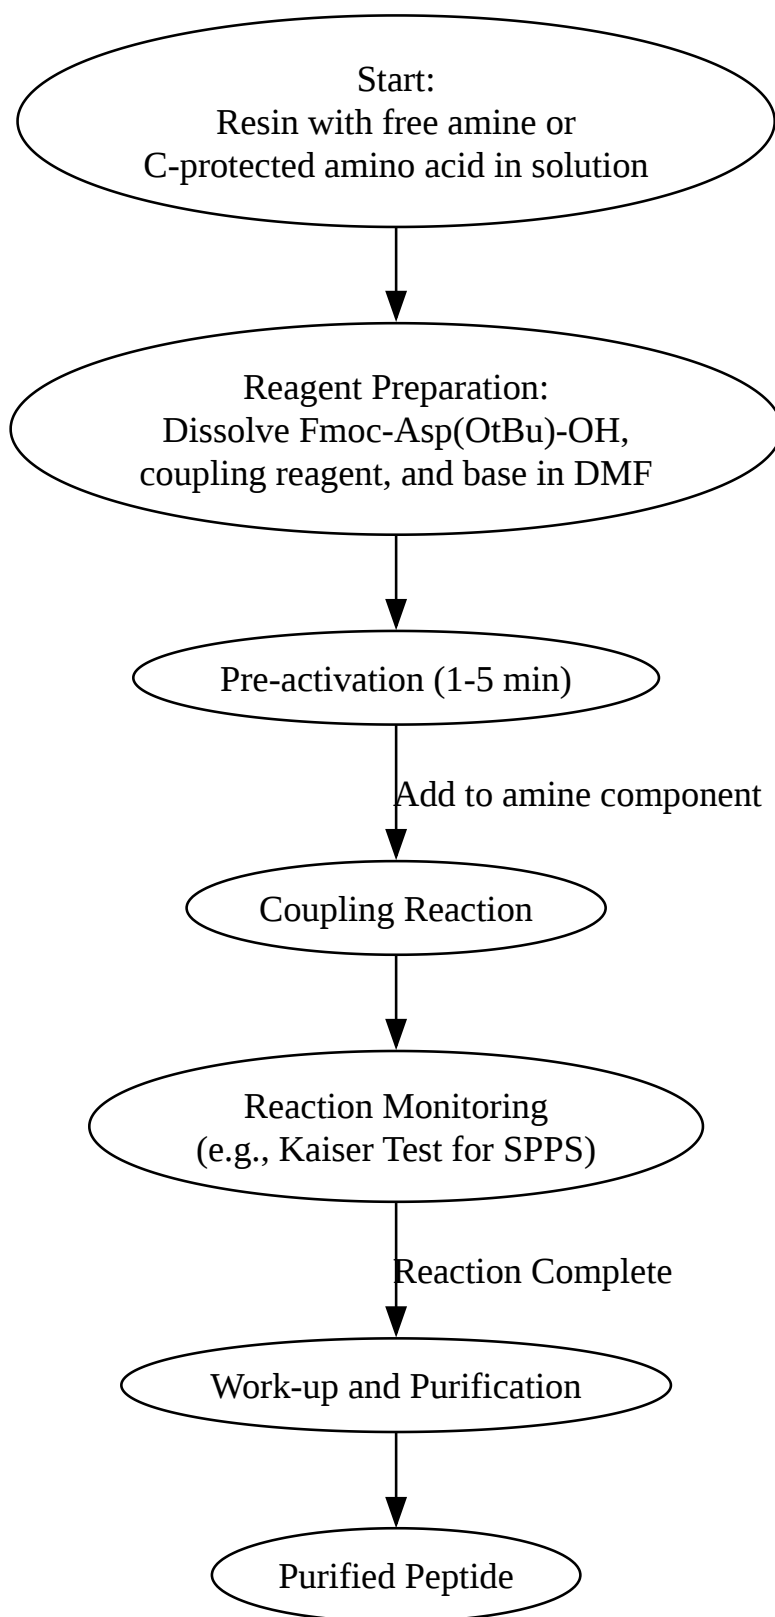 Start:
Resin with free amine or
C-protected amino acid in solution
Reagent Preparation:
Dissolve Fmoc-Asp(OtBu)-OH,
coupling reagent, and base in DMF
Pre-activation (1-5 min)
Add to amine component
Coupling Reaction
Reaction Monitoring
(e.g., Kaiser Test for SPPS)
Reaction Complete
Work-up and Purification
Purified Peptide